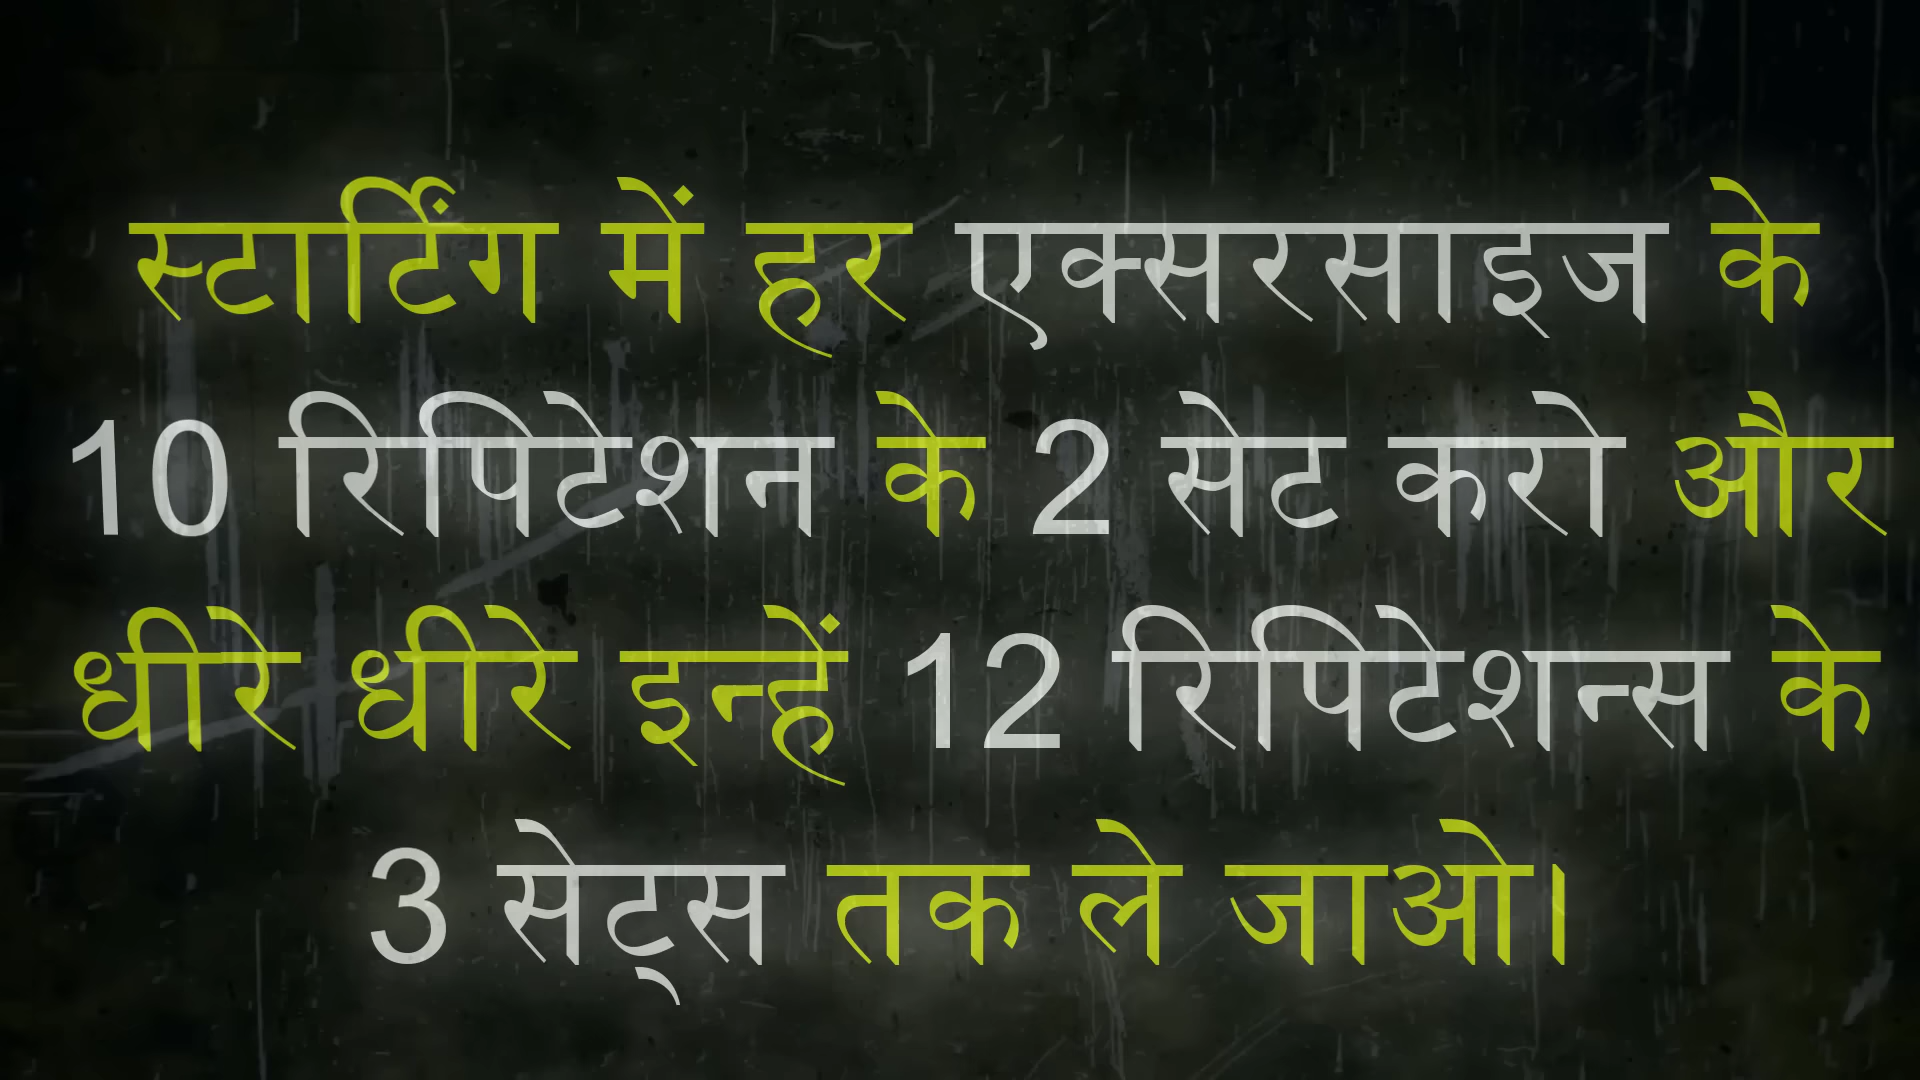 स्टार्टिंग में हर एक्सरसाइज के
10 रिपिटेशन के 2 सेट करो और
धीरे धीरे इन्हें 12 रिपिटेशन्स के
3 सेट्स तक ले जाओ।